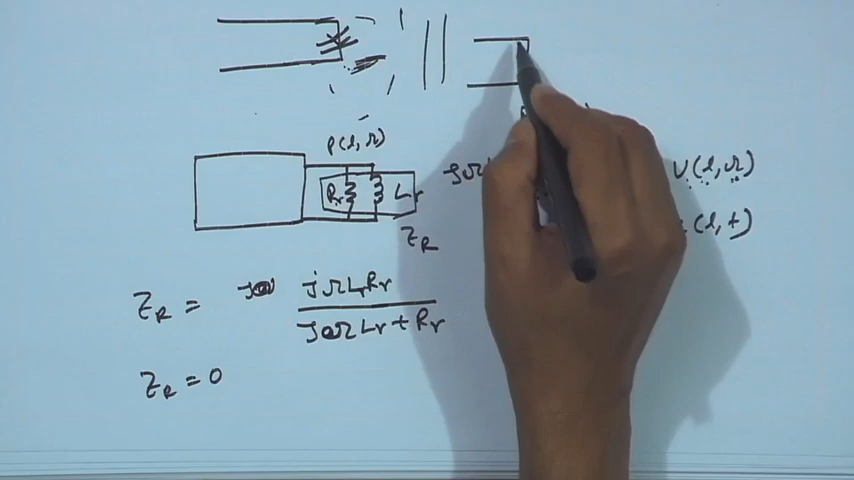 P(l, Ω)
Rr Lr U(l, Ω)
ZR (l, t)
ZR = jΩLrRr
jΩLr + Rr
ZR = 0